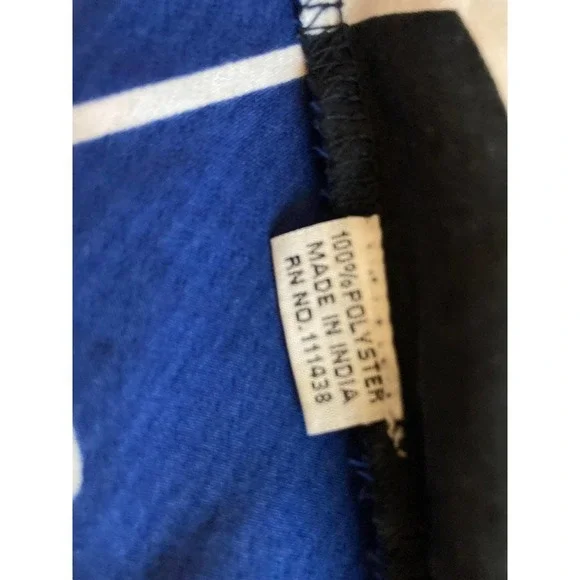 100% POLYSTER
MADE IN INDIA
RN NO. 111438